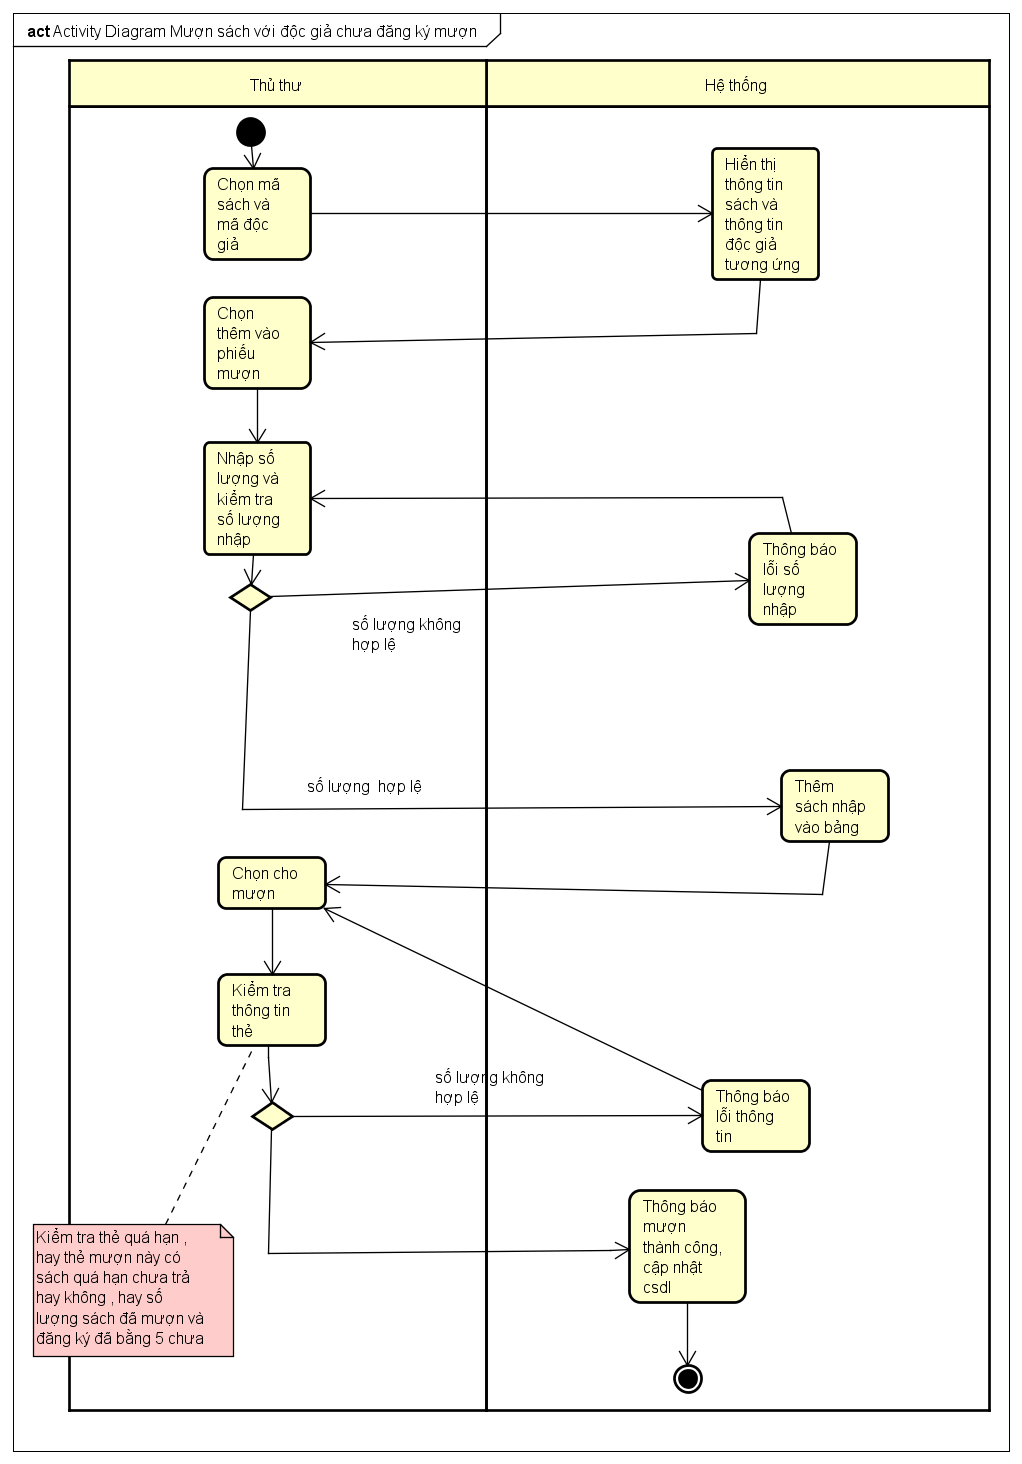 act Activity Diagram Mượn sách với độc giả chưa đăng ký mượn
Thủ thư
Hệ thống
Chọn mã
sách và
mã độc
giả
Hiển thị
thông tin
sách và
thông tin
độc giả
tương ứng
Chọn
thêm vào
phiếu
mượn
Nhập số
lượng và
kiểm tra
số lượng
nhập
Thông báo
lỗi số
lượng
nhập
số lượng không
hợp lệ
số lượng  hợp lệ
Thêm
sách nhập
vào bảng
Chọn cho
mượn
Kiểm tra
thông tin
thẻ
số lượng không
hợp lệ
Thông báo
lỗi thông
tin
Thông báo
mượn
thành công,
cập nhật
csdl
Kiểm tra thẻ quá hạn ,
hay thẻ mượn này có
sách quá hạn chưa trả
hay không , hay số
lượng sách đã mượn và
đăng ký đã bằng 5 chưa